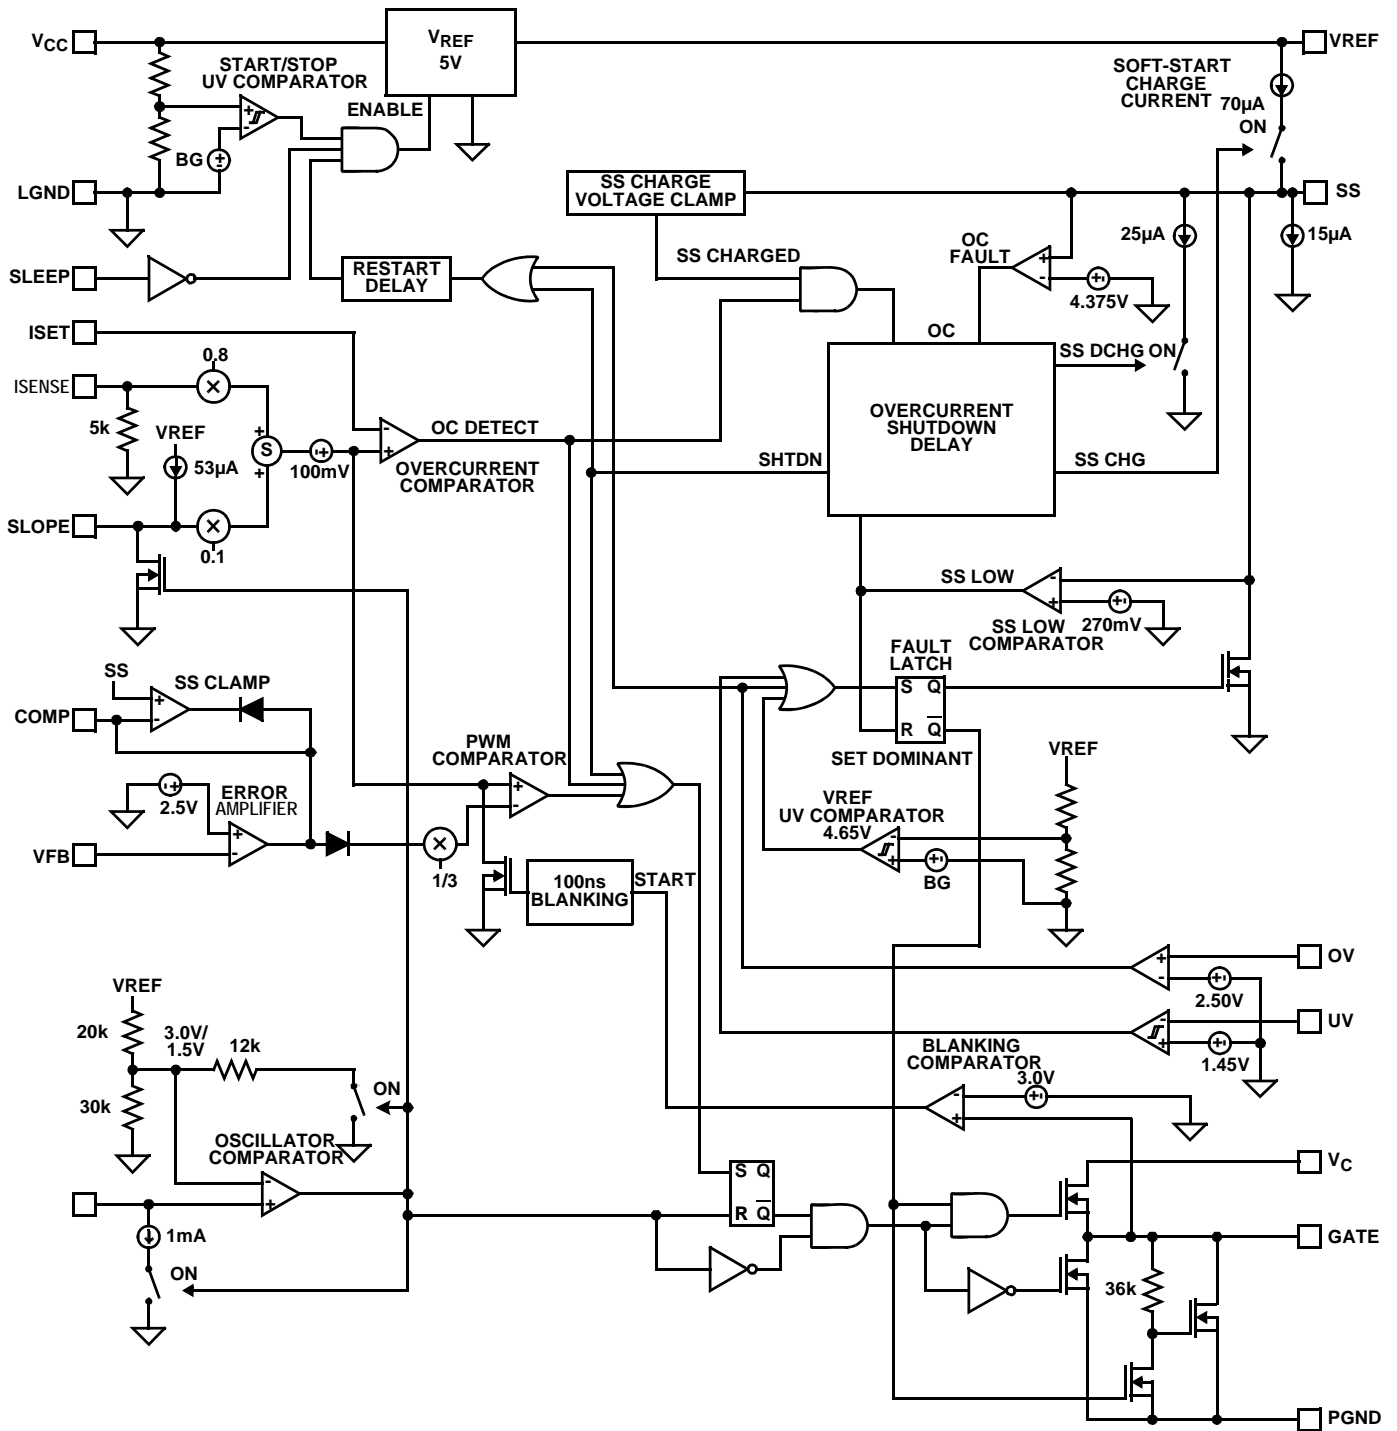 VCC
VREF
5V
VREF
START/STOP
UV COMPARATOR
ENABLE
SOFT-START
CHARGE
CURRENT
70µA
ON
+
-
BG
LGND
SS CHARGE
VOLTAGE CLAMP
SS
SS CHARGED
OC
FAULT
+
-
4.375V
25µA
15µA
SLEEP
RESTART
DELAY
ISET
OC
SS DCHG ON
ISENSE
0.8
5k
VREF
53µA
+
S
+
100mV
-
+
OC DETECT
OVERCURRENT
COMPARATOR
OVERCURRENT
SHUTDOWN
DELAY
SHTDN
SS CHG
SLOPE
0.1
SS LOW
-
+
SS LOW
COMPARATOR
270mV
FAULT
LATCH
S Q
R Q
SET DOMINANT
SS
SS CLAMP
+
-
COMP
PWM
COMPARATOR
+
-
VREF
2.5V
ERROR
AMPLIFIER
+
-
VFB
1/3
VREF
UV COMPARATOR
4.65V
-
+
BG
100ns
BLANKING
START
OV
+
-
2.50V
UV
-
+
1.45V
VREF
20k
3.0V/
1.5V
12k
30k
ON
BLANKING
COMPARATOR
3.0V
-
+
OSCILLATOR
COMPARATOR
-
+
S Q
R Q
VC
1mA
ON
GATE
36k
PGND